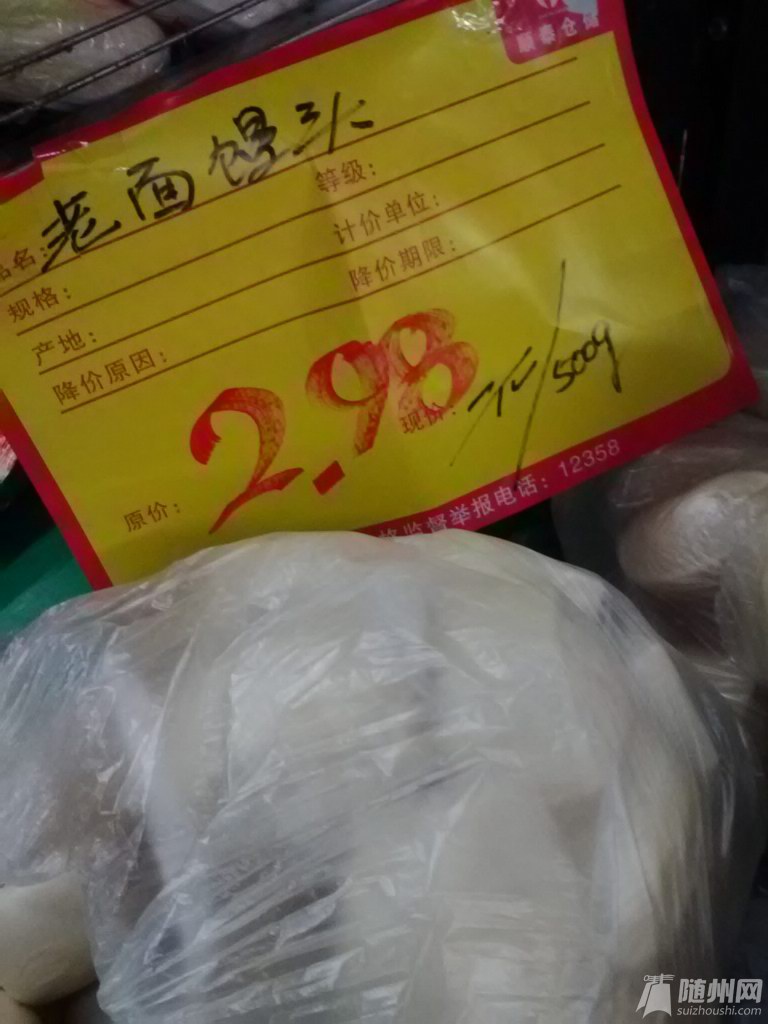 顺泰仓储
老面馒头
品名:
等级:
规格:
计价单位:
产地:
降价期限:
降价原因:
2.98
现价:
元/500g
原价:
格监督举报电话:12358
随州网
suizhoushi.com